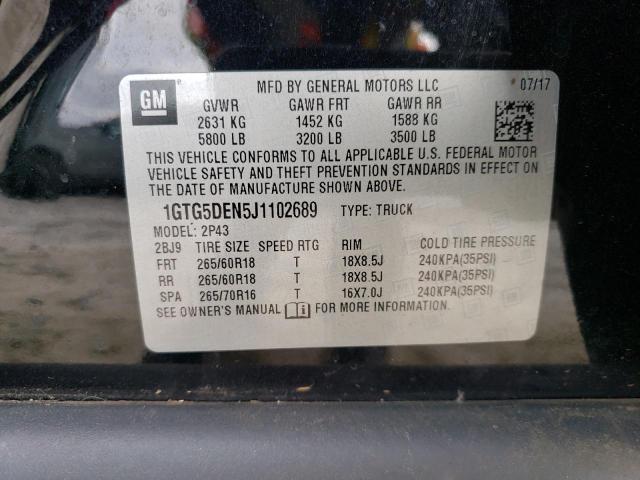 MFD BY GENERAL MOTORS LLC 07/17
GM GVWR GAWR FRT GAWR RR
2631 KG 1452 KG 1588 KG
5800 LB 3200 LB 3500 LB
THIS VEHICLE CONFORMS TO ALL APPLICABLE U.S. FEDERAL MOTOR
VEHICLE SAFETY AND THEFT PREVENTION STANDARDS IN EFFECT ON
THE DATE OF MANUFACTURE SHOWN ABOVE.
1GTG5DEN5J1102689 TYPE: TRUCK
MODEL: 2P43
2BJ9 TIRE SIZE SPEED RTG RIM COLD TIRE PRESSURE
FRT 265/60R18 T 18X8.5J 240KPA(35PSI)
RR 265/60R18 T 18X8.5J 240KPA(35PSI)
SPA 265/70R16 T 16X7.0J 240KPA(35PSI)
SEE OWNER'S MANUAL FOR MORE INFORMATION.